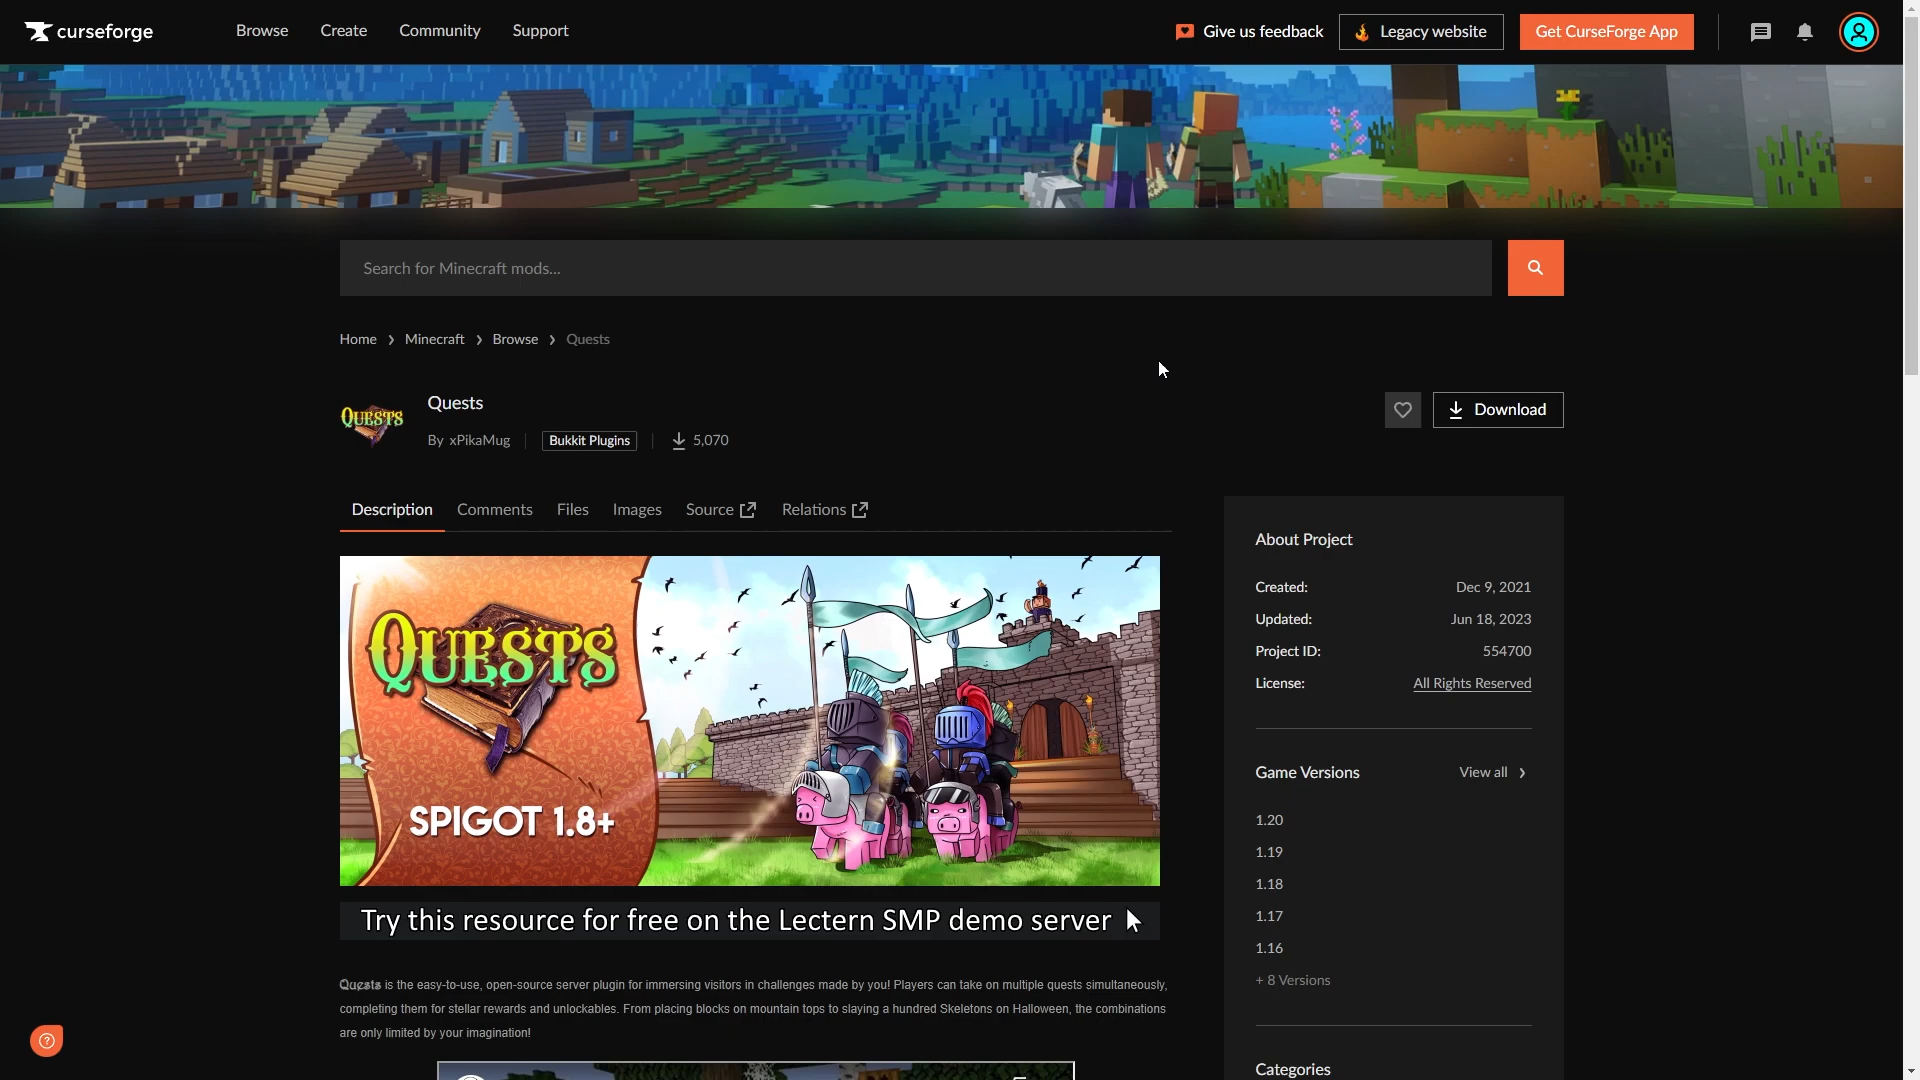 curseforge
Browse
Create
Community
Support
Give us feedback
Legacy website
Get CurseForge App
Search for Minecraft mods...
Home > Minecraft > Browse > Quests
QUESTS
Quests
By xPikaMug
Bukkit Plugins
5,070
Download
Description
Comments
Files
Images
Source
Relations
QUESTS
SPIGOT 1.8+
Try this resource for free on the Lectern SMP demo server
Quests is the easy-to-use, open-source server plugin for immersing visitors in challenges made by you! Players can take on multiple quests simultaneously,
completing them for stellar rewards and unlockables. From placing blocks on mountain tops to slaying a hundred Skeletons on Halloween, the combinations
are only limited by your imagination!
About Project
Created: Dec 9, 2021
Updated: Jun 18, 2023
Project ID: 554700
License: All Rights Reserved
Game Versions
View all
1.20
1.19
1.18
1.17
1.16
+ 8 Versions
Categories